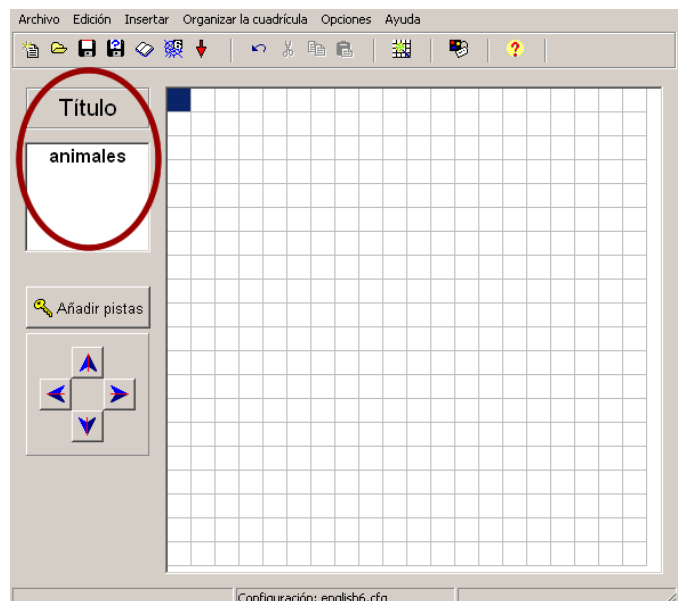 Archivo Edición Insertar Organizar la cuadrícula Opciones Ayuda
Título
animales
Añadir pistas
Configuración: english6.cfg